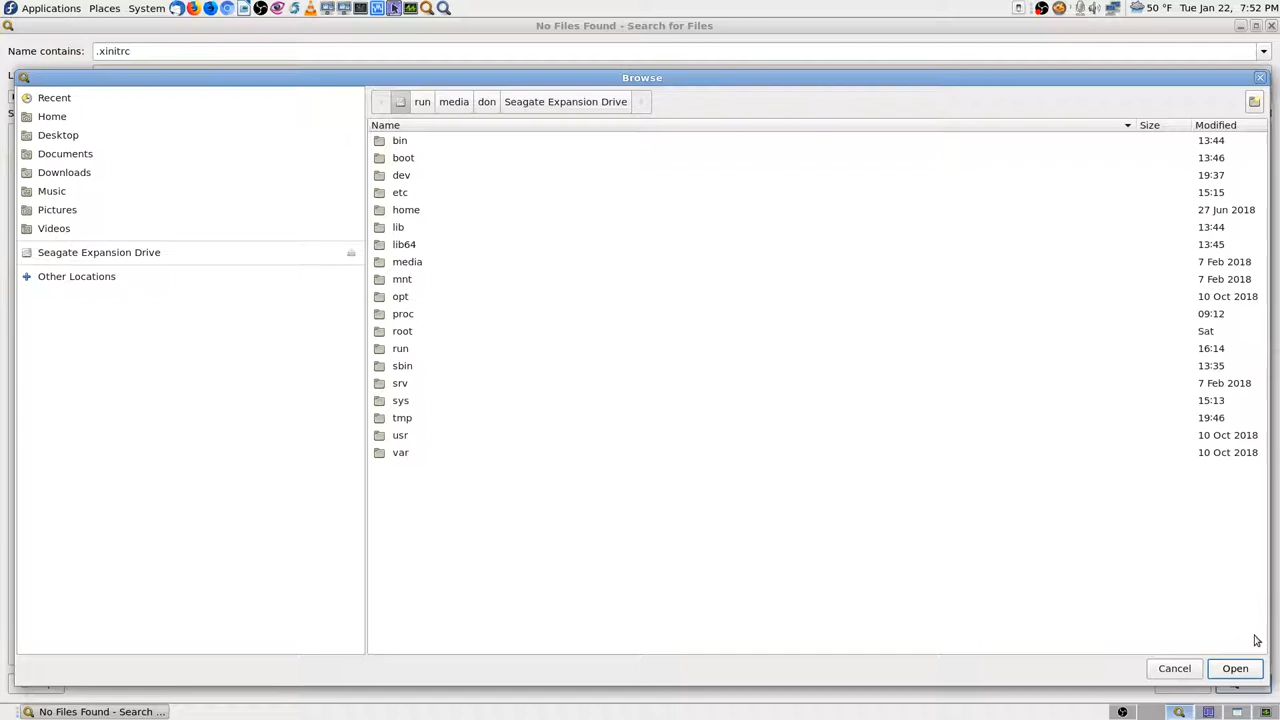 Applications Places System 50 °F Tue Jan 22, 7:52 PM
No Files Found - Search for Files
Name contains: .xinitrc
Browse
Recent
Home
Desktop
Documents
Downloads
Music
Pictures
Videos
Seagate Expansion Drive
Other Locations
run media don Seagate Expansion Drive
Name Size Modified
bin 13:44
boot 13:46
dev 19:37
etc 15:15
home 27 Jun 2018
lib 13:44
lib64 13:45
media 7 Feb 2018
mnt 7 Feb 2018
opt 10 Oct 2018
proc 09:12
root Sat
run 16:14
sbin 13:35
srv 7 Feb 2018
sys 15:13
tmp 19:46
usr 10 Oct 2018
var 10 Oct 2018
Cancel Open
No Files Found - Search ...